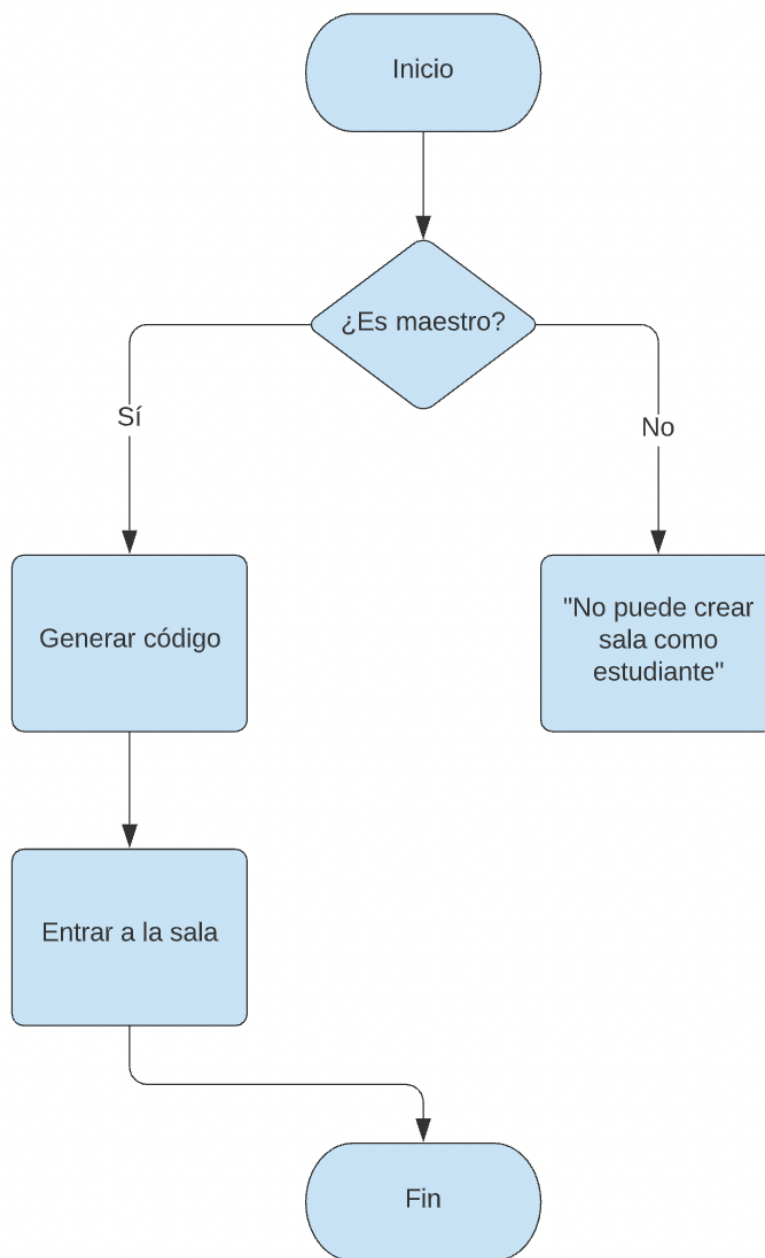 Inicio
¿Es maestro?
Sí
No
Generar código
"No puede crear
sala como
estudiante"
Entrar a la sala
Fin